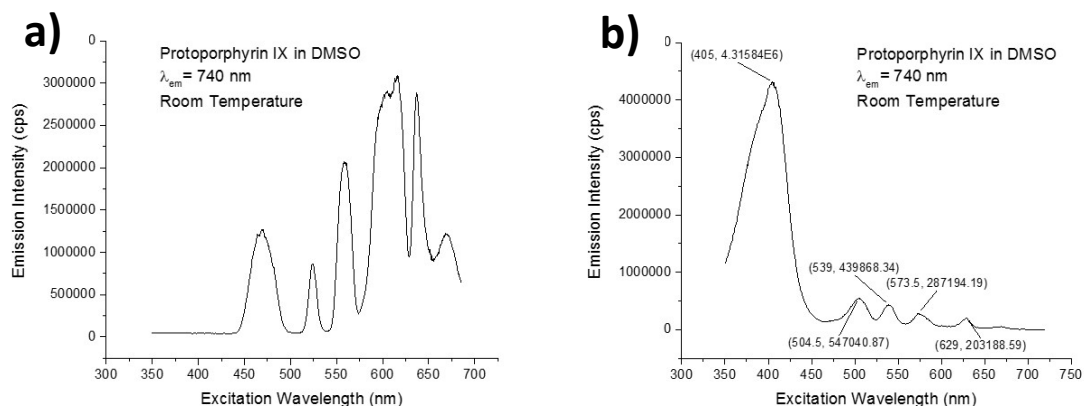 a)
0
3000000
2500000
2000000
1500000
1000000
500000
0
Emission Intensity (cps)
Protoporphyrin IX in DMSO
λem= 740 nm
Room Temperature
300 350 400 450 500 550 600 650 700
Excitation Wavelength (nm)
b)
0
4000000
3000000
2000000
1000000
0
Emission Intensity (cps)
(405, 4.31584E6)
Protoporphyrin IX in DMSO
λem= 740 nm
Room Temperature
(539, 439868.34)
(573.5, 287194.19)
(504.5, 547040.87)
(629, 203188.59)
300 350 400 450 500 550 600 650 700 750
Excitation Wavelength (nm)